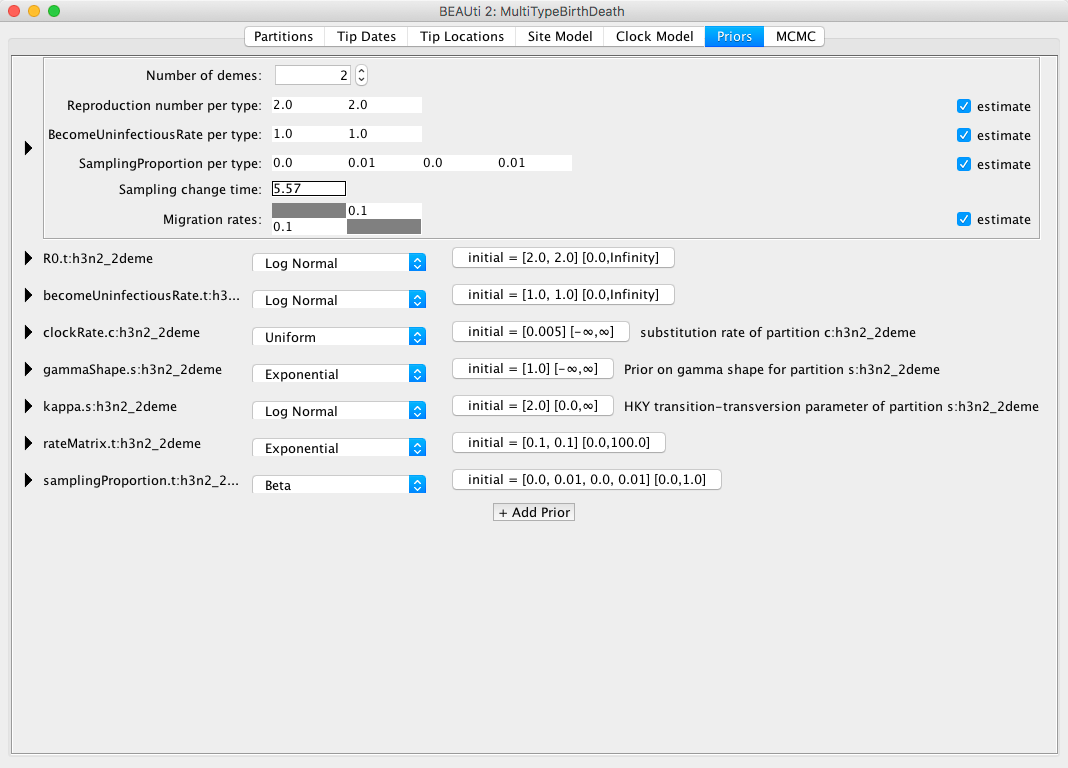 BEAUti 2: MultiTypeBirthDeath
Partitions Tip Dates Tip Locations Site Model Clock Model Priors MCMC
Number of demes: 2
Reproduction number per type: 2.0 2.0 estimate
BecomeUninfectiousRate per type: 1.0 1.0 estimate
SamplingProportion per type: 0.0 0.01 0.0 0.01 estimate
Sampling change time: 5.57
0.1
Migration rates: estimate
0.1
R0.t:h3n2_2deme Log Normal initial = [2.0, 2.0] [0.0,Infinity]
becomeUninfectiousRate.t:h3... Log Normal initial = [1.0, 1.0] [0.0,Infinity]
clockRate.c:h3n2_2deme Uniform initial = [0.005] [-∞,∞] substitution rate of partition c:h3n2_2deme
gammaShape.s:h3n2_2deme Exponential initial = [1.0] [-∞,∞] Prior on gamma shape for partition s:h3n2_2deme
kappa.s:h3n2_2deme Log Normal initial = [2.0] [0.0,∞] HKY transition-transversion parameter of partition s:h3n2_2deme
rateMatrix.t:h3n2_2deme Exponential initial = [0.1, 0.1] [0.0,100.0]
samplingProportion.t:h3n2_2... Beta initial = [0.0, 0.01, 0.0, 0.01] [0.0,1.0]
+ Add Prior